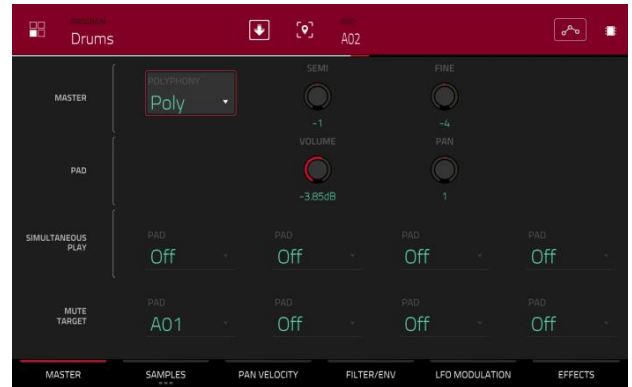 PROGRAM
Drums
PAD
A02
MASTER
POLYPHONY
Poly
SEMI
-1
FINE
-4
PAD
VOLUME
-3.85dB
PAN
1
SIMULTANEOUS
PLAY
PAD
Off
PAD
Off
PAD
Off
PAD
Off
MUTE
TARGET
PAD
A01
PAD
Off
PAD
Off
PAD
Off
MASTER
SAMPLES
PAN VELOCITY
FILTER/ENV
LFO MODULATION
EFFECTS